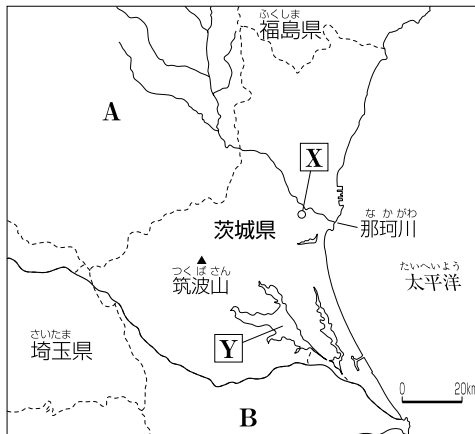 ふくしま
福島県
A
X
なかがわ
那珂川
茨城県
たいへいよう
太平洋
つくばさん
筑波山
さいたま
埼玉県
Y
0 20km
B